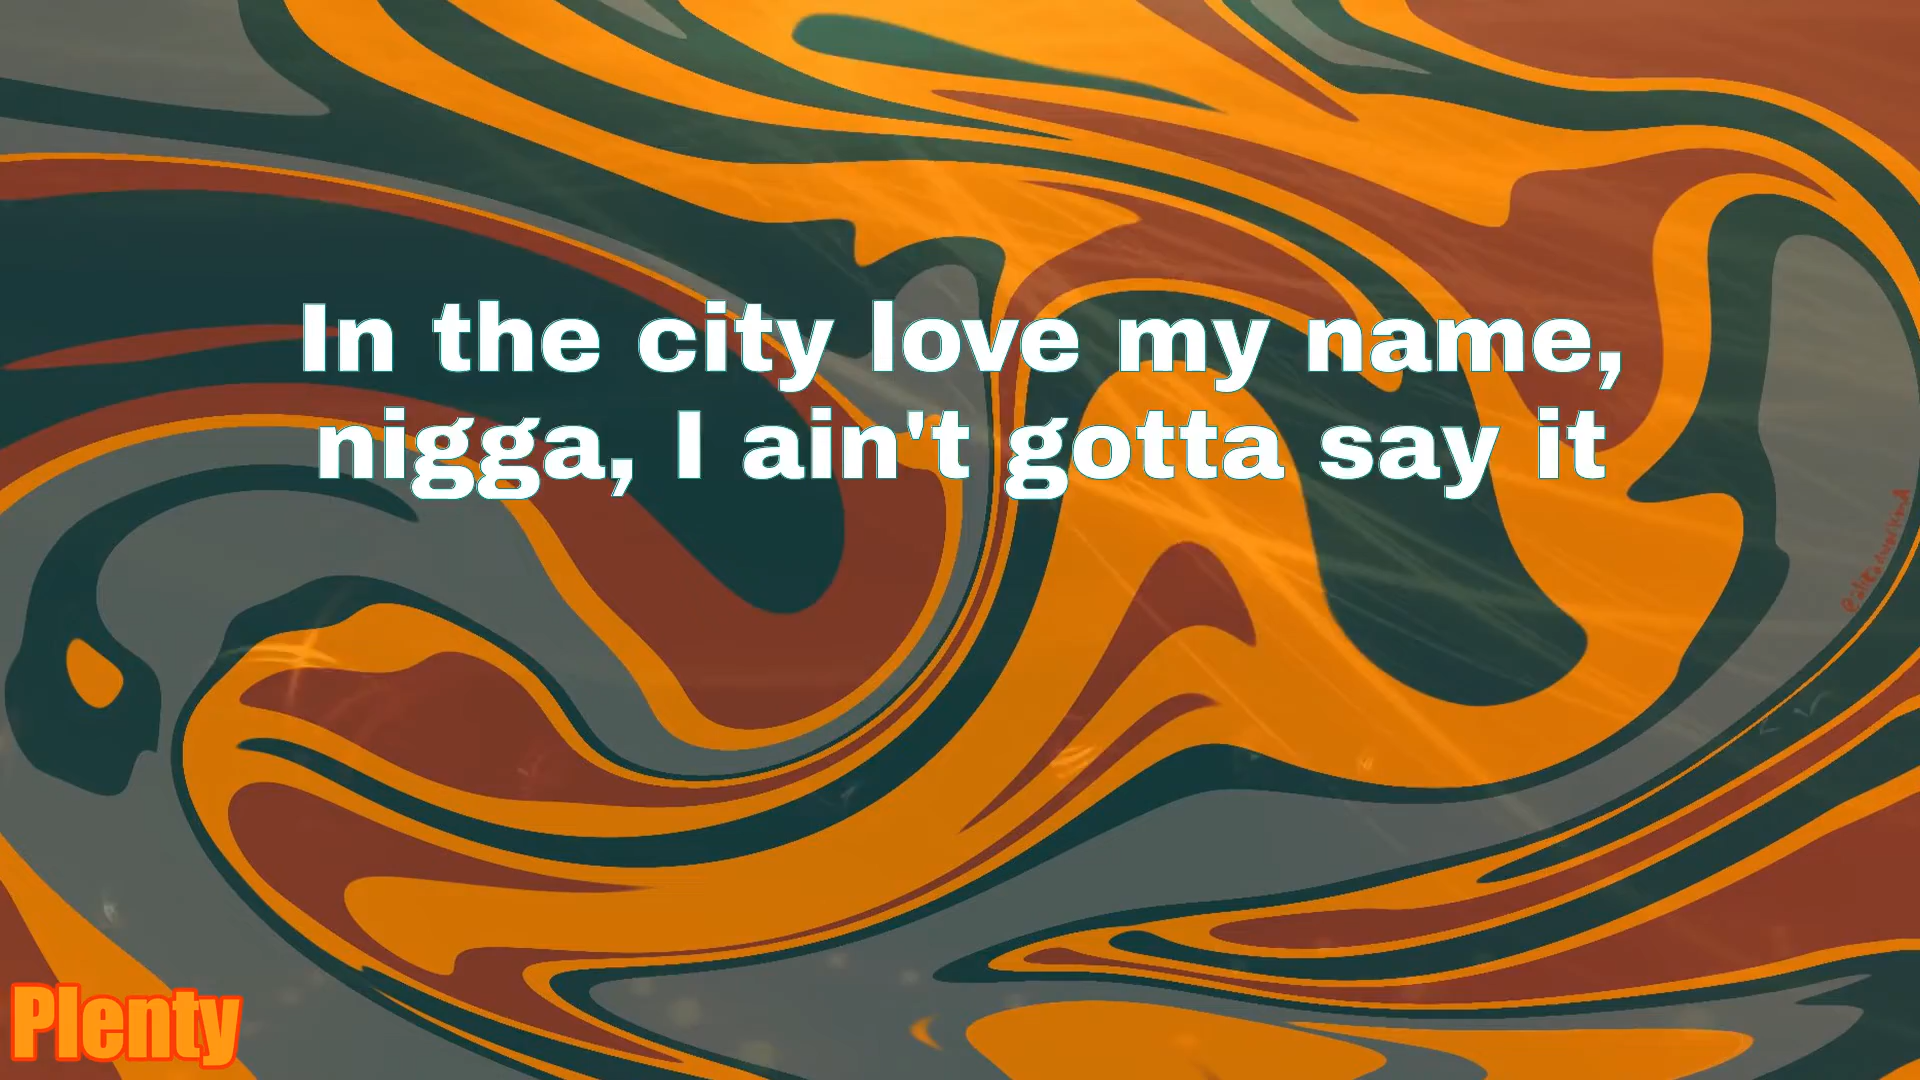 In the city love my name,
nigga, I ain't gotta say it
Plenty